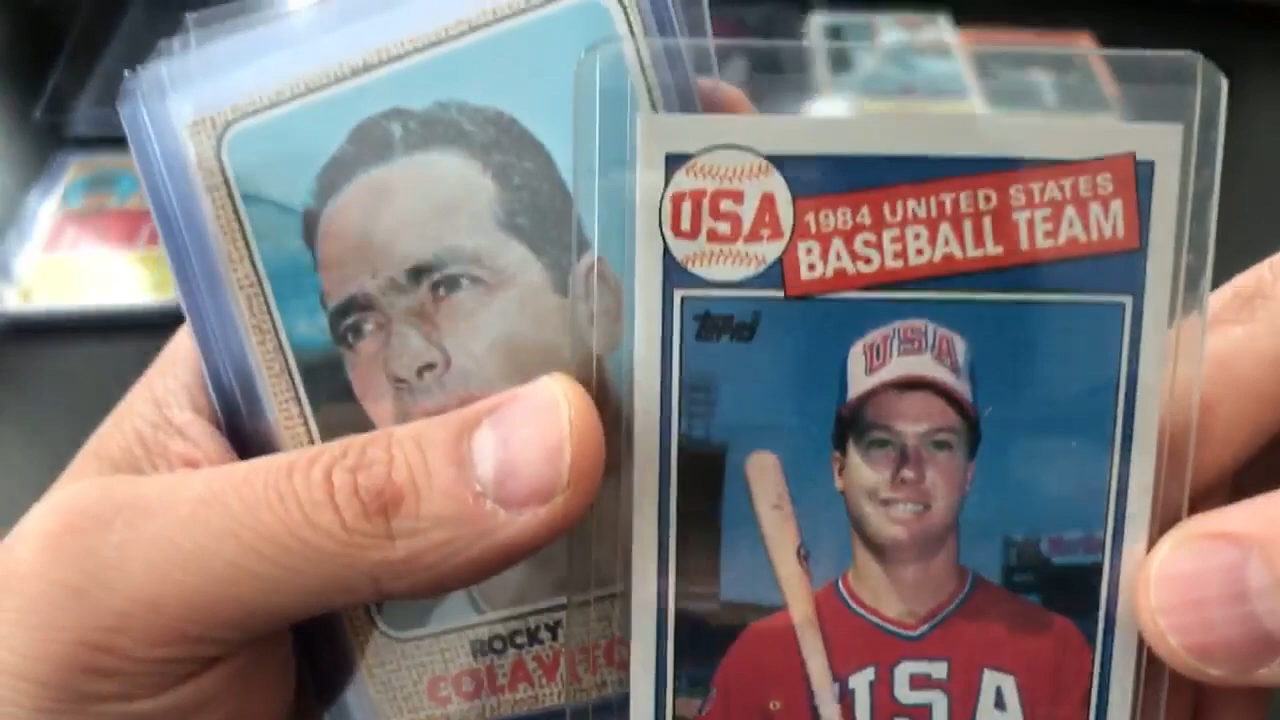 ROCKY
COLAVITO
USA
1984 UNITED STATES
BASEBALL TEAM
Topps
USA
USA